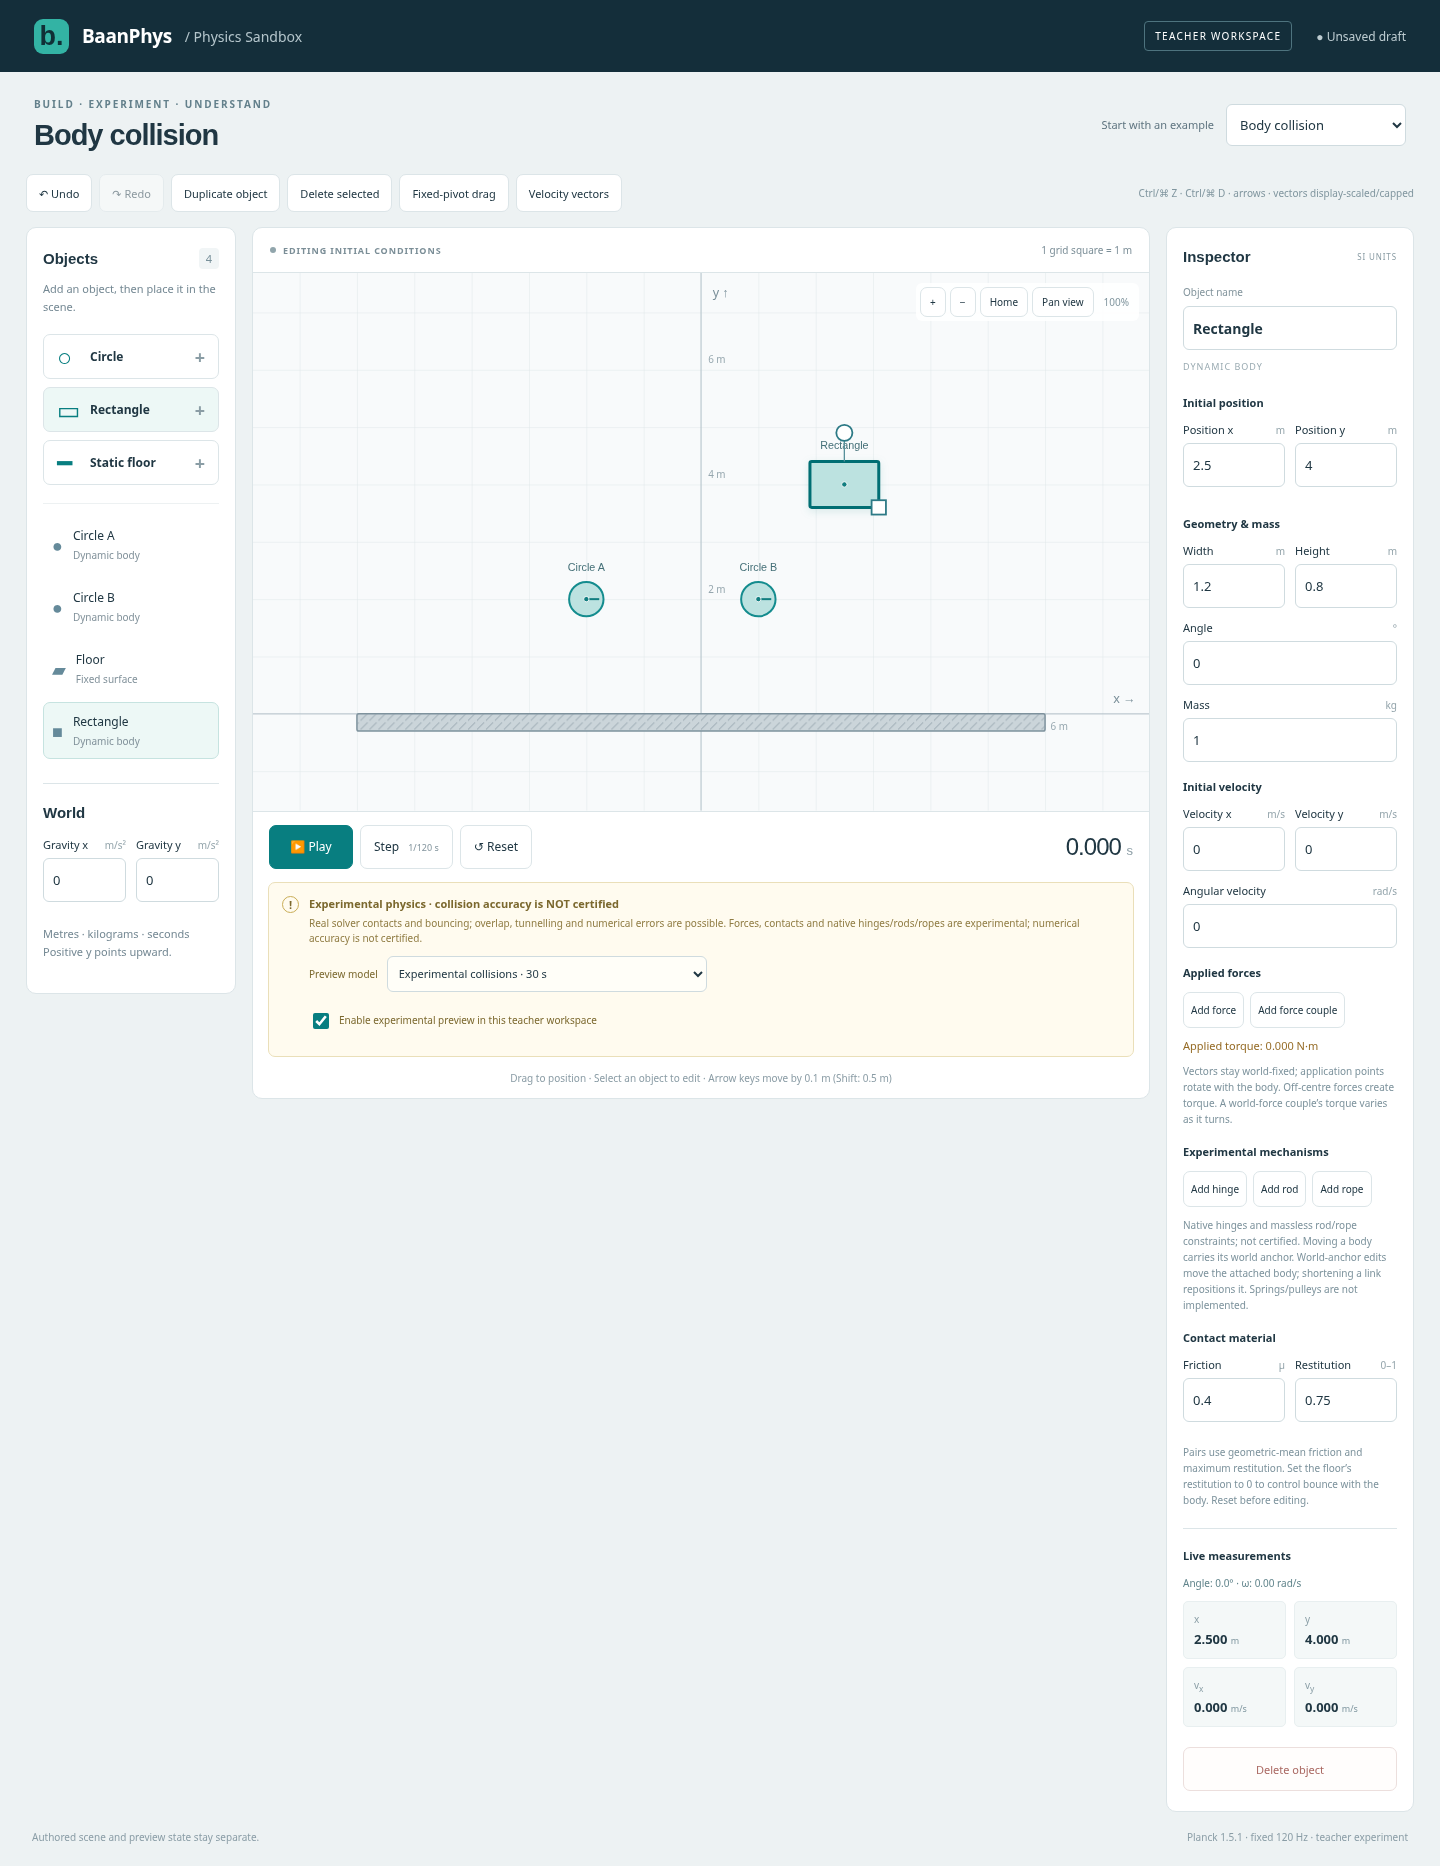 b. BaanPhys / Physics Sandbox
TEACHER WORKSPACE
● Unsaved draft
BUILD · EXPERIMENT · UNDERSTAND
Body collision
Start with an example
Body collision
↶ Undo
↷ Redo
Duplicate object
Delete selected
Fixed-pivot drag
Velocity vectors
Ctrl/⌘ Z · Ctrl/⌘ D · arrows · vectors display-scaled/capped
Objects
4
Add an object, then place it in the
scene.
Circle +
Rectangle +
Static floor +
Circle A
Dynamic body
Circle B
Dynamic body
Floor
Fixed surface
Rectangle
Dynamic body
World
Gravity x m/s²
Gravity y m/s²
0
0
Metres · kilograms · seconds
Positive y points upward.
EDITING INITIAL CONDITIONS
1 grid square = 1 m
y ↑
+
−
Home
Pan view
100%
6 m
Rectangle
4 m
Circle A
Circle B
2 m
x →
6 m
▶ Play
Step 1/120 s
↺ Reset
0.000 s
! Experimental physics · collision accuracy is NOT certified
Real solver contacts and bouncing; overlap, tunnelling and numerical errors are possible. Forces, contacts and native hinges/rods/ropes are experimental; numerical
accuracy is not certified.
Preview model
Experimental collisions · 30 s
Enable experimental preview in this teacher workspace
Drag to position · Select an object to edit · Arrow keys move by 0.1 m (Shift: 0.5 m)
Inspector
SI UNITS
Object name
Rectangle
DYNAMIC BODY
Initial position
Position x m
Position y m
2.5
4
Geometry & mass
Width m
Height m
1.2
0.8
Angle °
0
Mass kg
1
Initial velocity
Velocity x m/s
Velocity y m/s
0
0
Angular velocity rad/s
0
Applied forces
Add force
Add force couple
Applied torque: 0.000 N·m
Vectors stay world-fixed; application points
rotate with the body. Off-centre forces create
torque. A world-force couple’s torque varies
as it turns.
Experimental mechanisms
Add hinge
Add rod
Add rope
Native hinges and massless rod/rope
constraints; not certified. Moving a body
carries its world anchor. World-anchor edits
move the attached body; shortening a link
repositions it. Springs/pulleys are not
implemented.
Contact material
Friction μ
Restitution 0–1
0.4
0.75
Pairs use geometric-mean friction and
maximum restitution. Set the floor’s
restitution to 0 to control bounce with the
body. Reset before editing.
Live measurements
Angle: 0.0° · ω: 0.00 rad/s
x
2.500 m
y
4.000 m
vx
0.000 m/s
vy
0.000 m/s
Delete object
Authored scene and preview state stay separate.
Planck 1.5.1 · fixed 120 Hz · teacher experiment